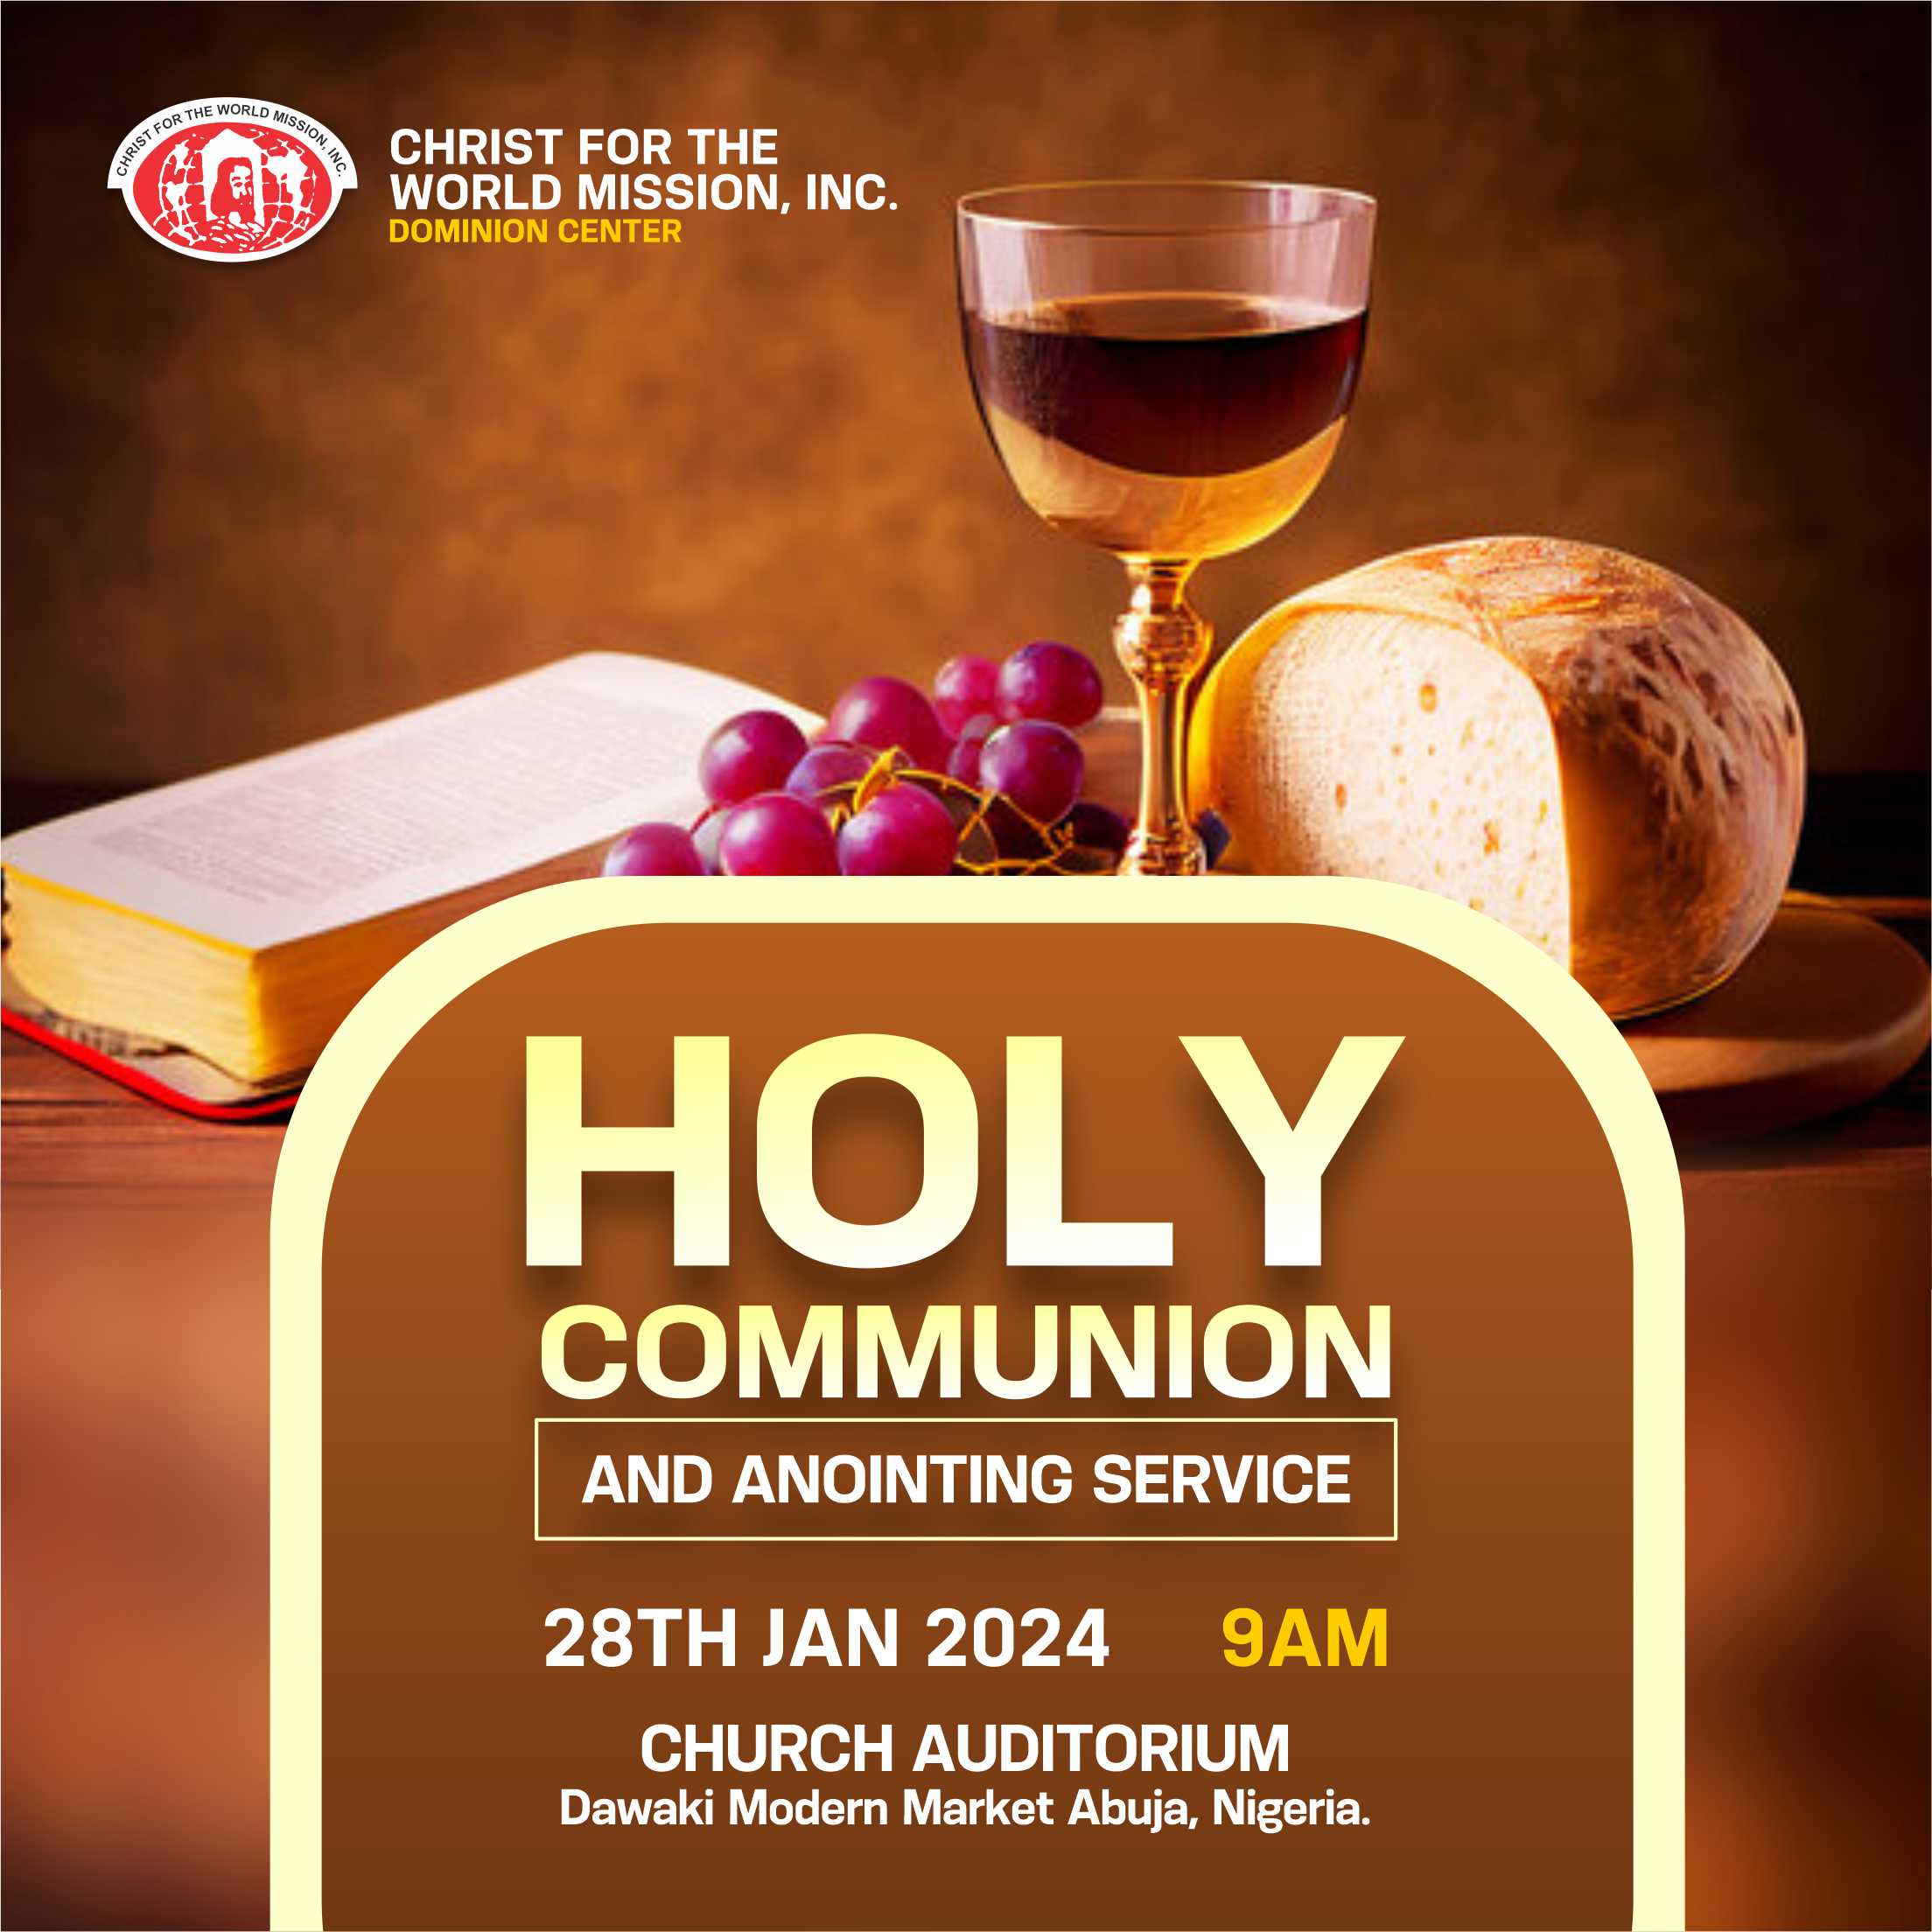 CHRIST FOR THE WORLD MISSION, INC.
CHRIST FOR THE
WORLD MISSION, INC.
DOMINION CENTER
HOLY
COMMUNION
AND ANOINTING SERVICE
28TH JAN 2024 9AM
CHURCH AUDITORIUM
Dawaki Modern Market Abuja, Nigeria.